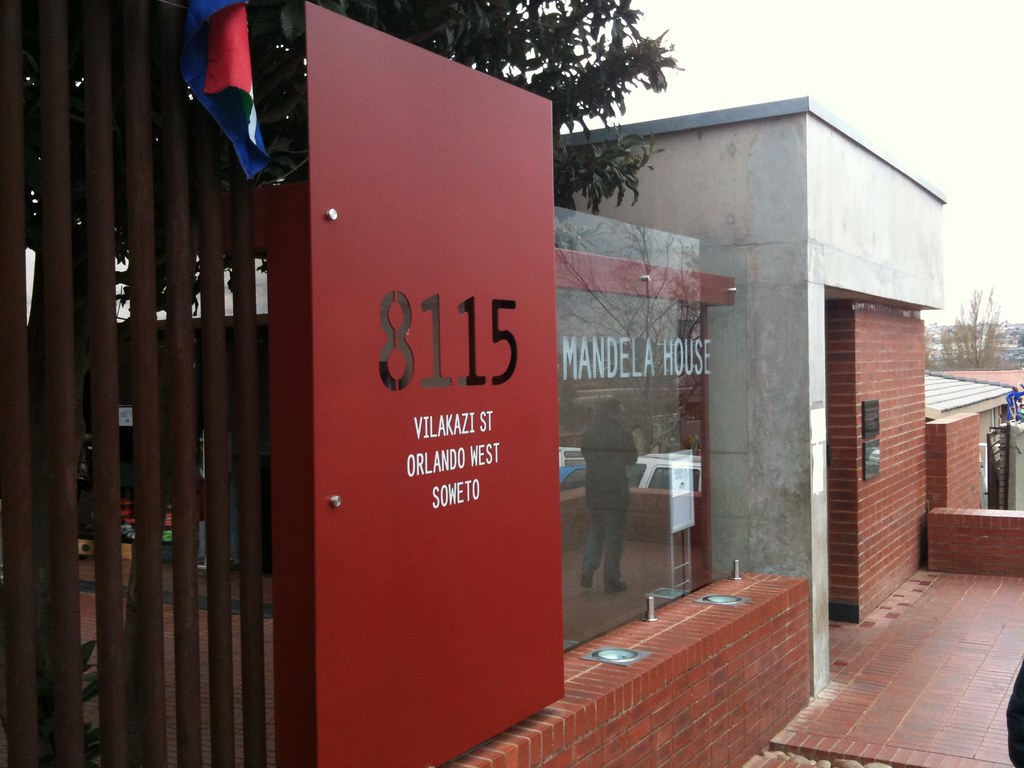 8115
VILAKAZI ST
ORLANDO WEST
SOWETO
MANDELA HOUSE